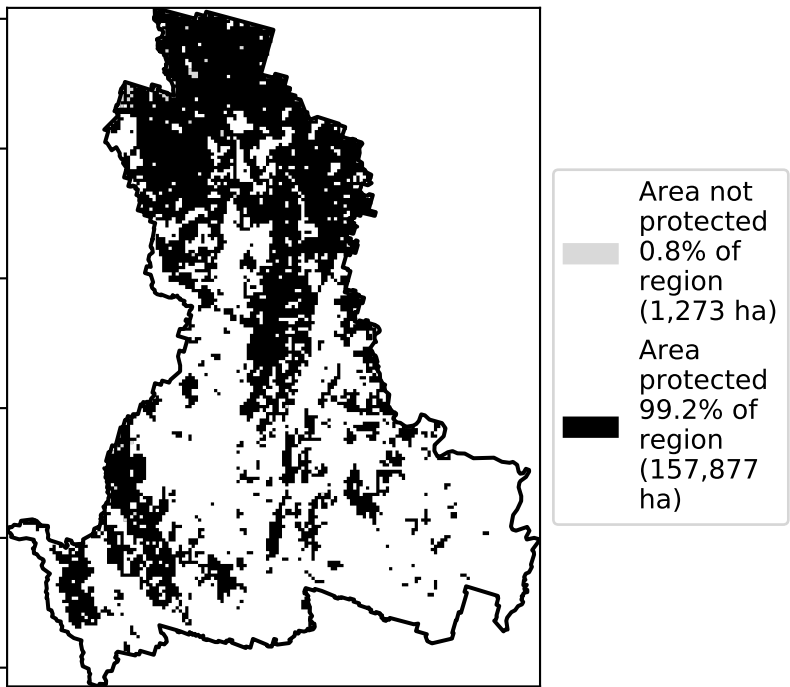 Area not
protected
0.8% of
region
(1,273 ha)
Area
protected
99.2% of
region
(157,877
ha)